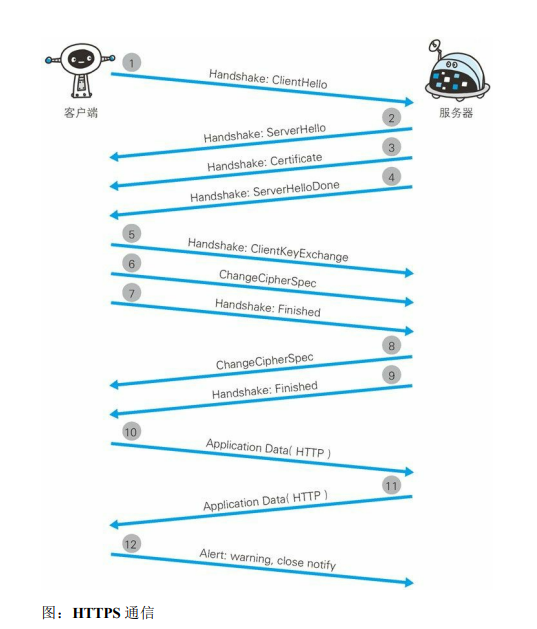 1
Handshake: ClientHello
客户端
服务器
2
Handshake: ServerHello
3
Handshake: Certificate
4
Handshake: ServerHelloDone
5
Handshake: ClientKeyExchange
6
ChangeCipherSpec
7
Handshake: Finished
8
ChangeCipherSpec
9
Handshake: Finished
10
Application Data( HTTP )
11
Application Data( HTTP )
12
Alert: warning, close notify
图：HTTPS 通信